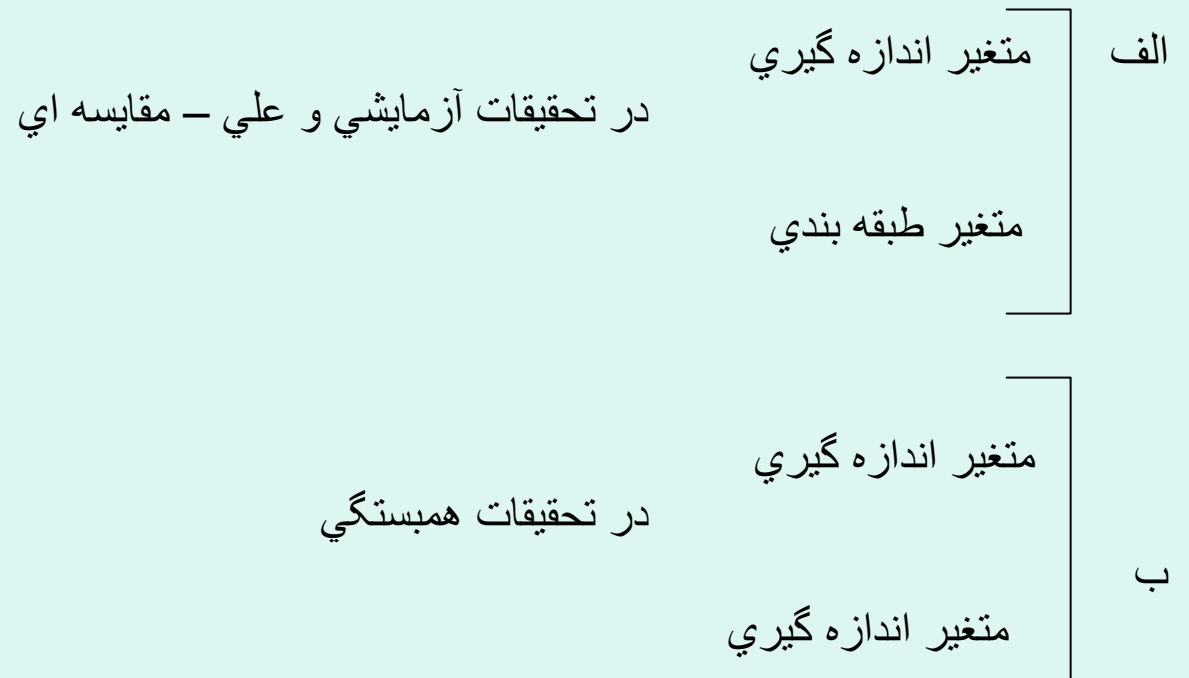 الف متغير اندازه گيري
در تحقيقات آزمايشي و علي – مقايسه اي
متغير طبقه بندي
متغير اندازه گيري
در تحقيقات همبستگي
ب
متغير اندازه گيري